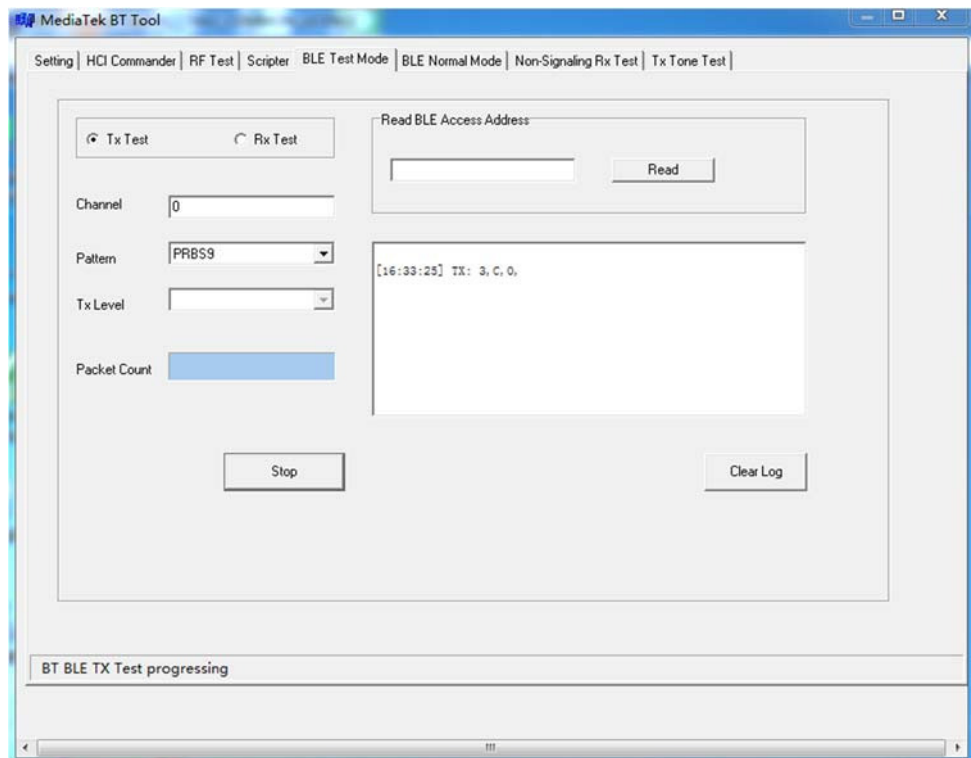 MediaTek BT Tool
Setting HCI Commander RF Test Scripter BLE Test Mode BLE Normal Mode Non-Signaling Rx Test Tx Tone Test
Tx Test Rx Test
Read BLE Access Address
Read
Channel 0
Pattern PRBS9
[16:33:25] TX: 3, C, 0,
Tx Level
Packet Count
Stop
Clear Log
BT BLE TX Test progressing